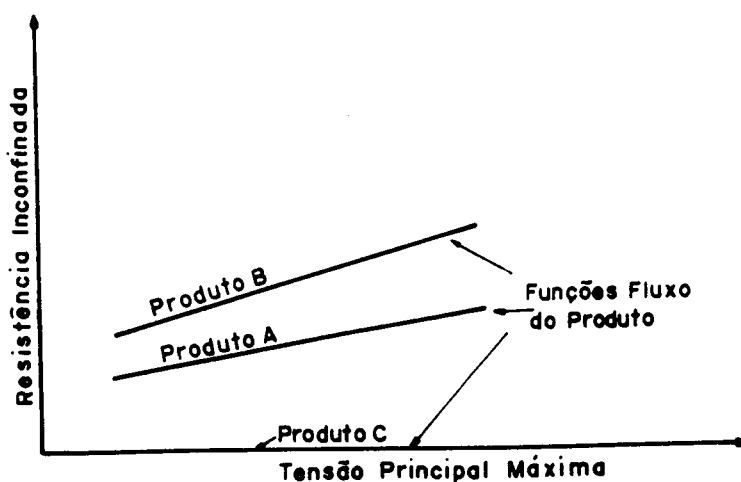 Resistência Inconfinada
Produto B
Produto A
Funções Fluxo
do Produto
Produto C
Tensão Principal Máxima